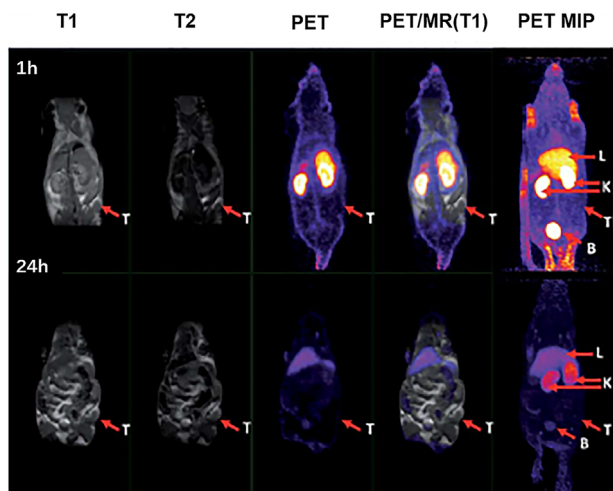 T1 T2 PET PET/MR(T1) PET MIP
1h
L
K
T T T T T
B
24h
L
K
T T T T T
B